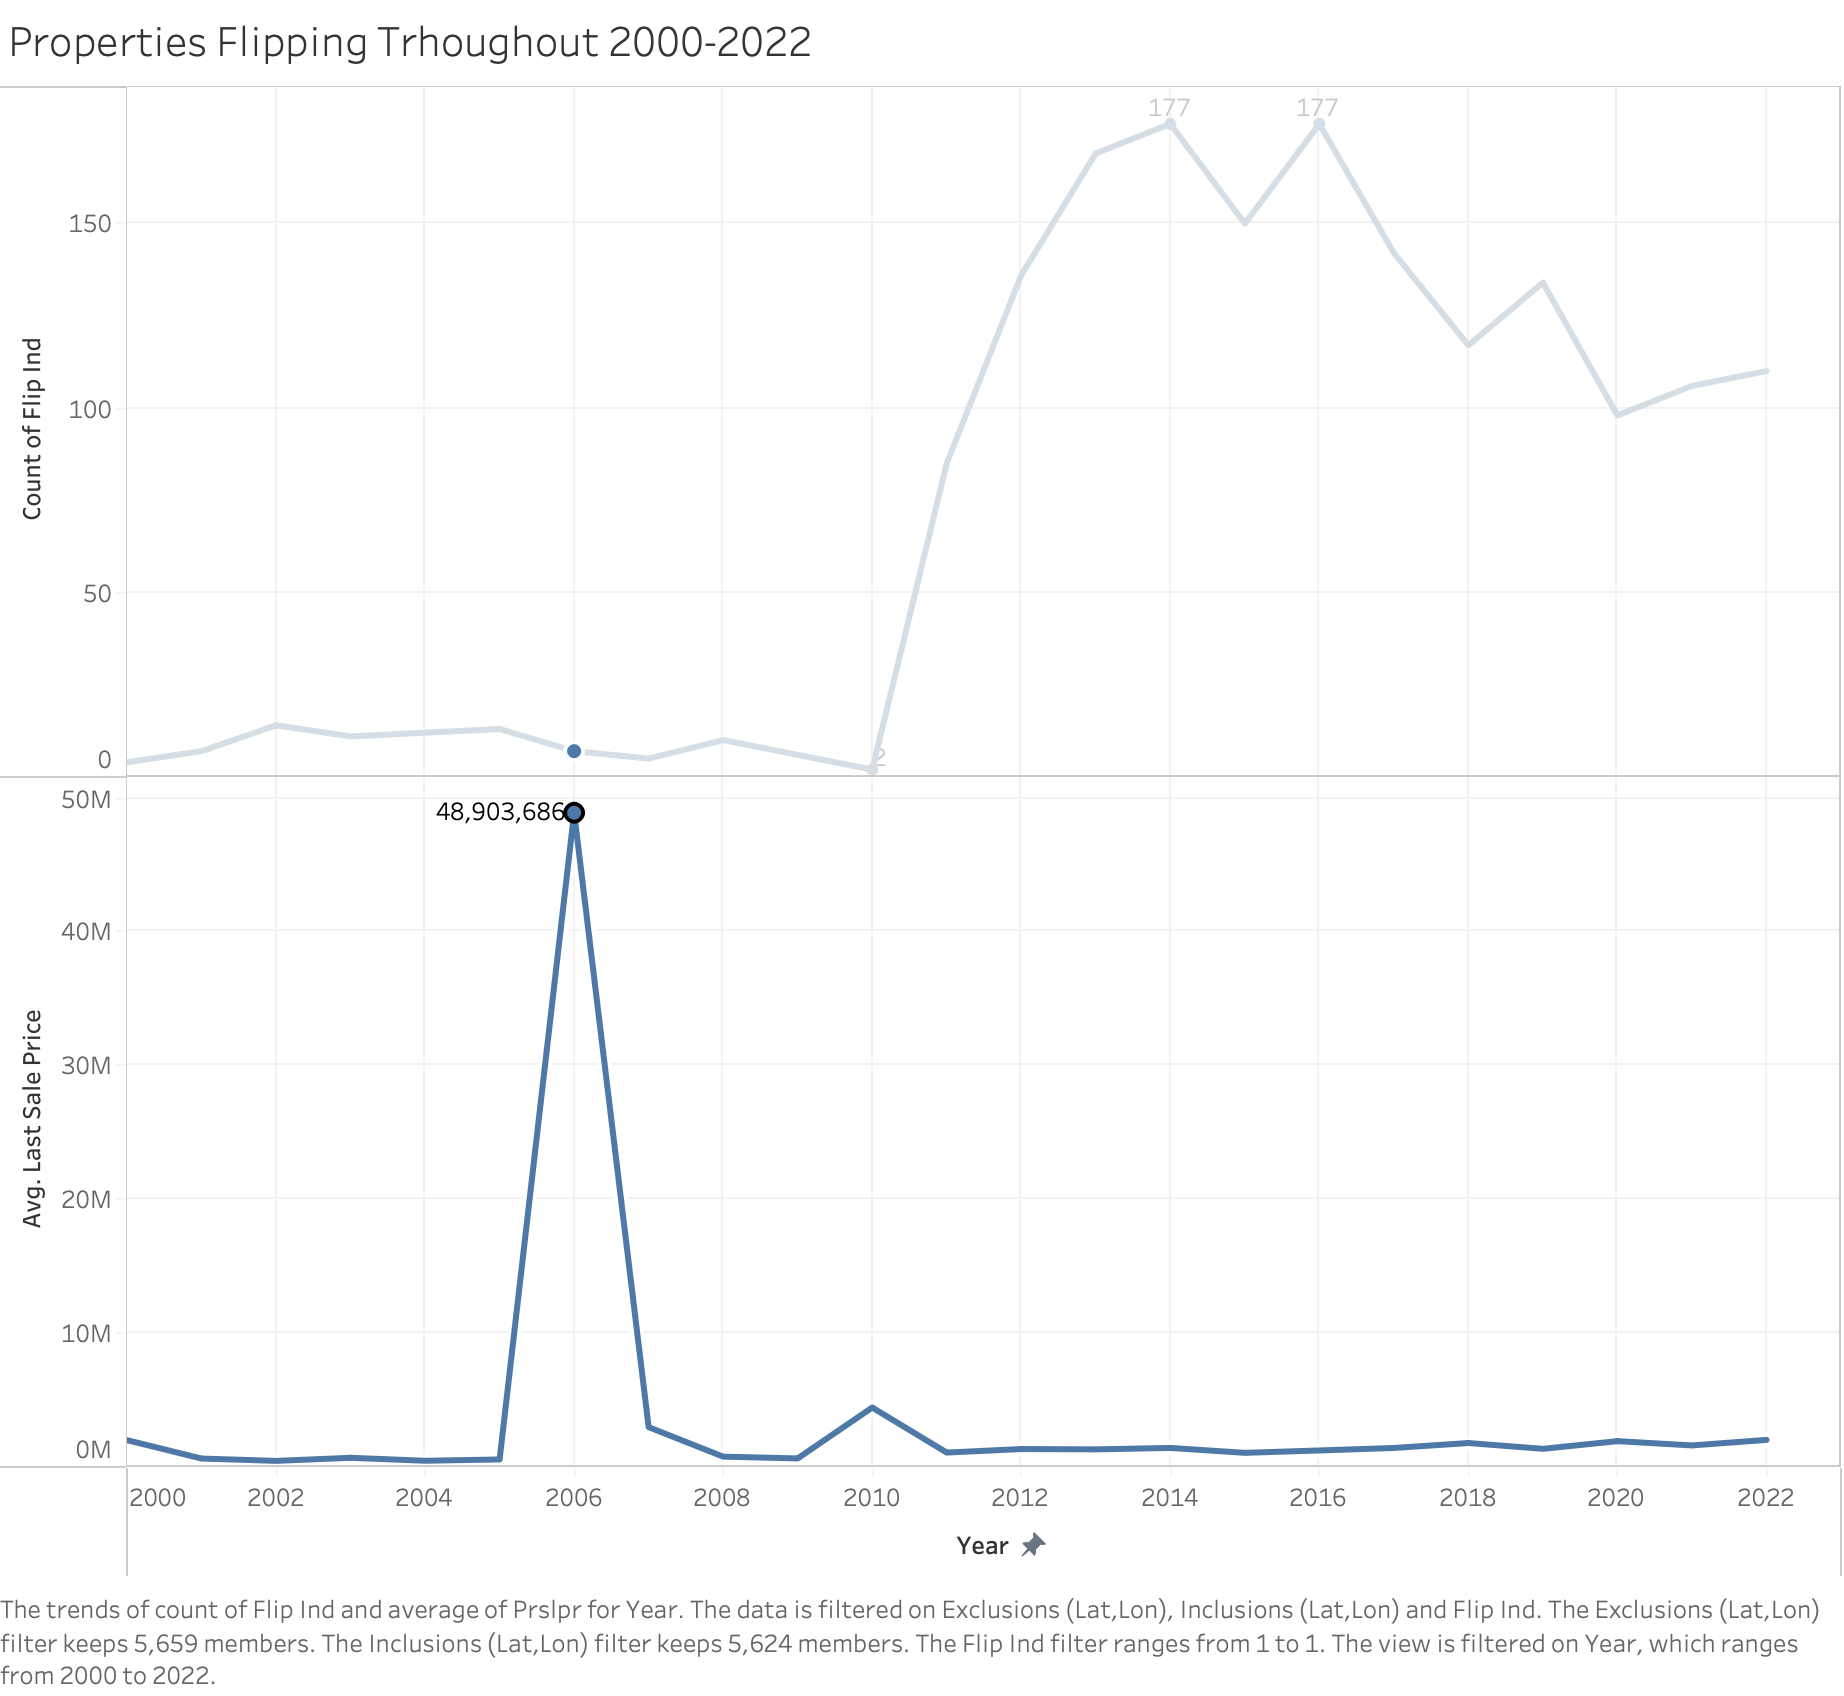 Properties Flipping Trhoughout 2000-2022
177
177
150
100
50
0
2
Count of Flip Ind
50M
48,903,686
40M
30M
20M
10M
0M
Avg. Last Sale Price
2000 2002 2004 2006 2008 2010 2012 2014 2016 2018 2020 2022
Year
The trends of count of Flip Ind and average of Prslpr for Year. The data is filtered on Exclusions (Lat,Lon), Inclusions (Lat,Lon) and Flip Ind. The Exclusions (Lat,Lon)
filter keeps 5,659 members. The Inclusions (Lat,Lon) filter keeps 5,624 members. The Flip Ind filter ranges from 1 to 1. The view is filtered on Year, which ranges
from 2000 to 2022.